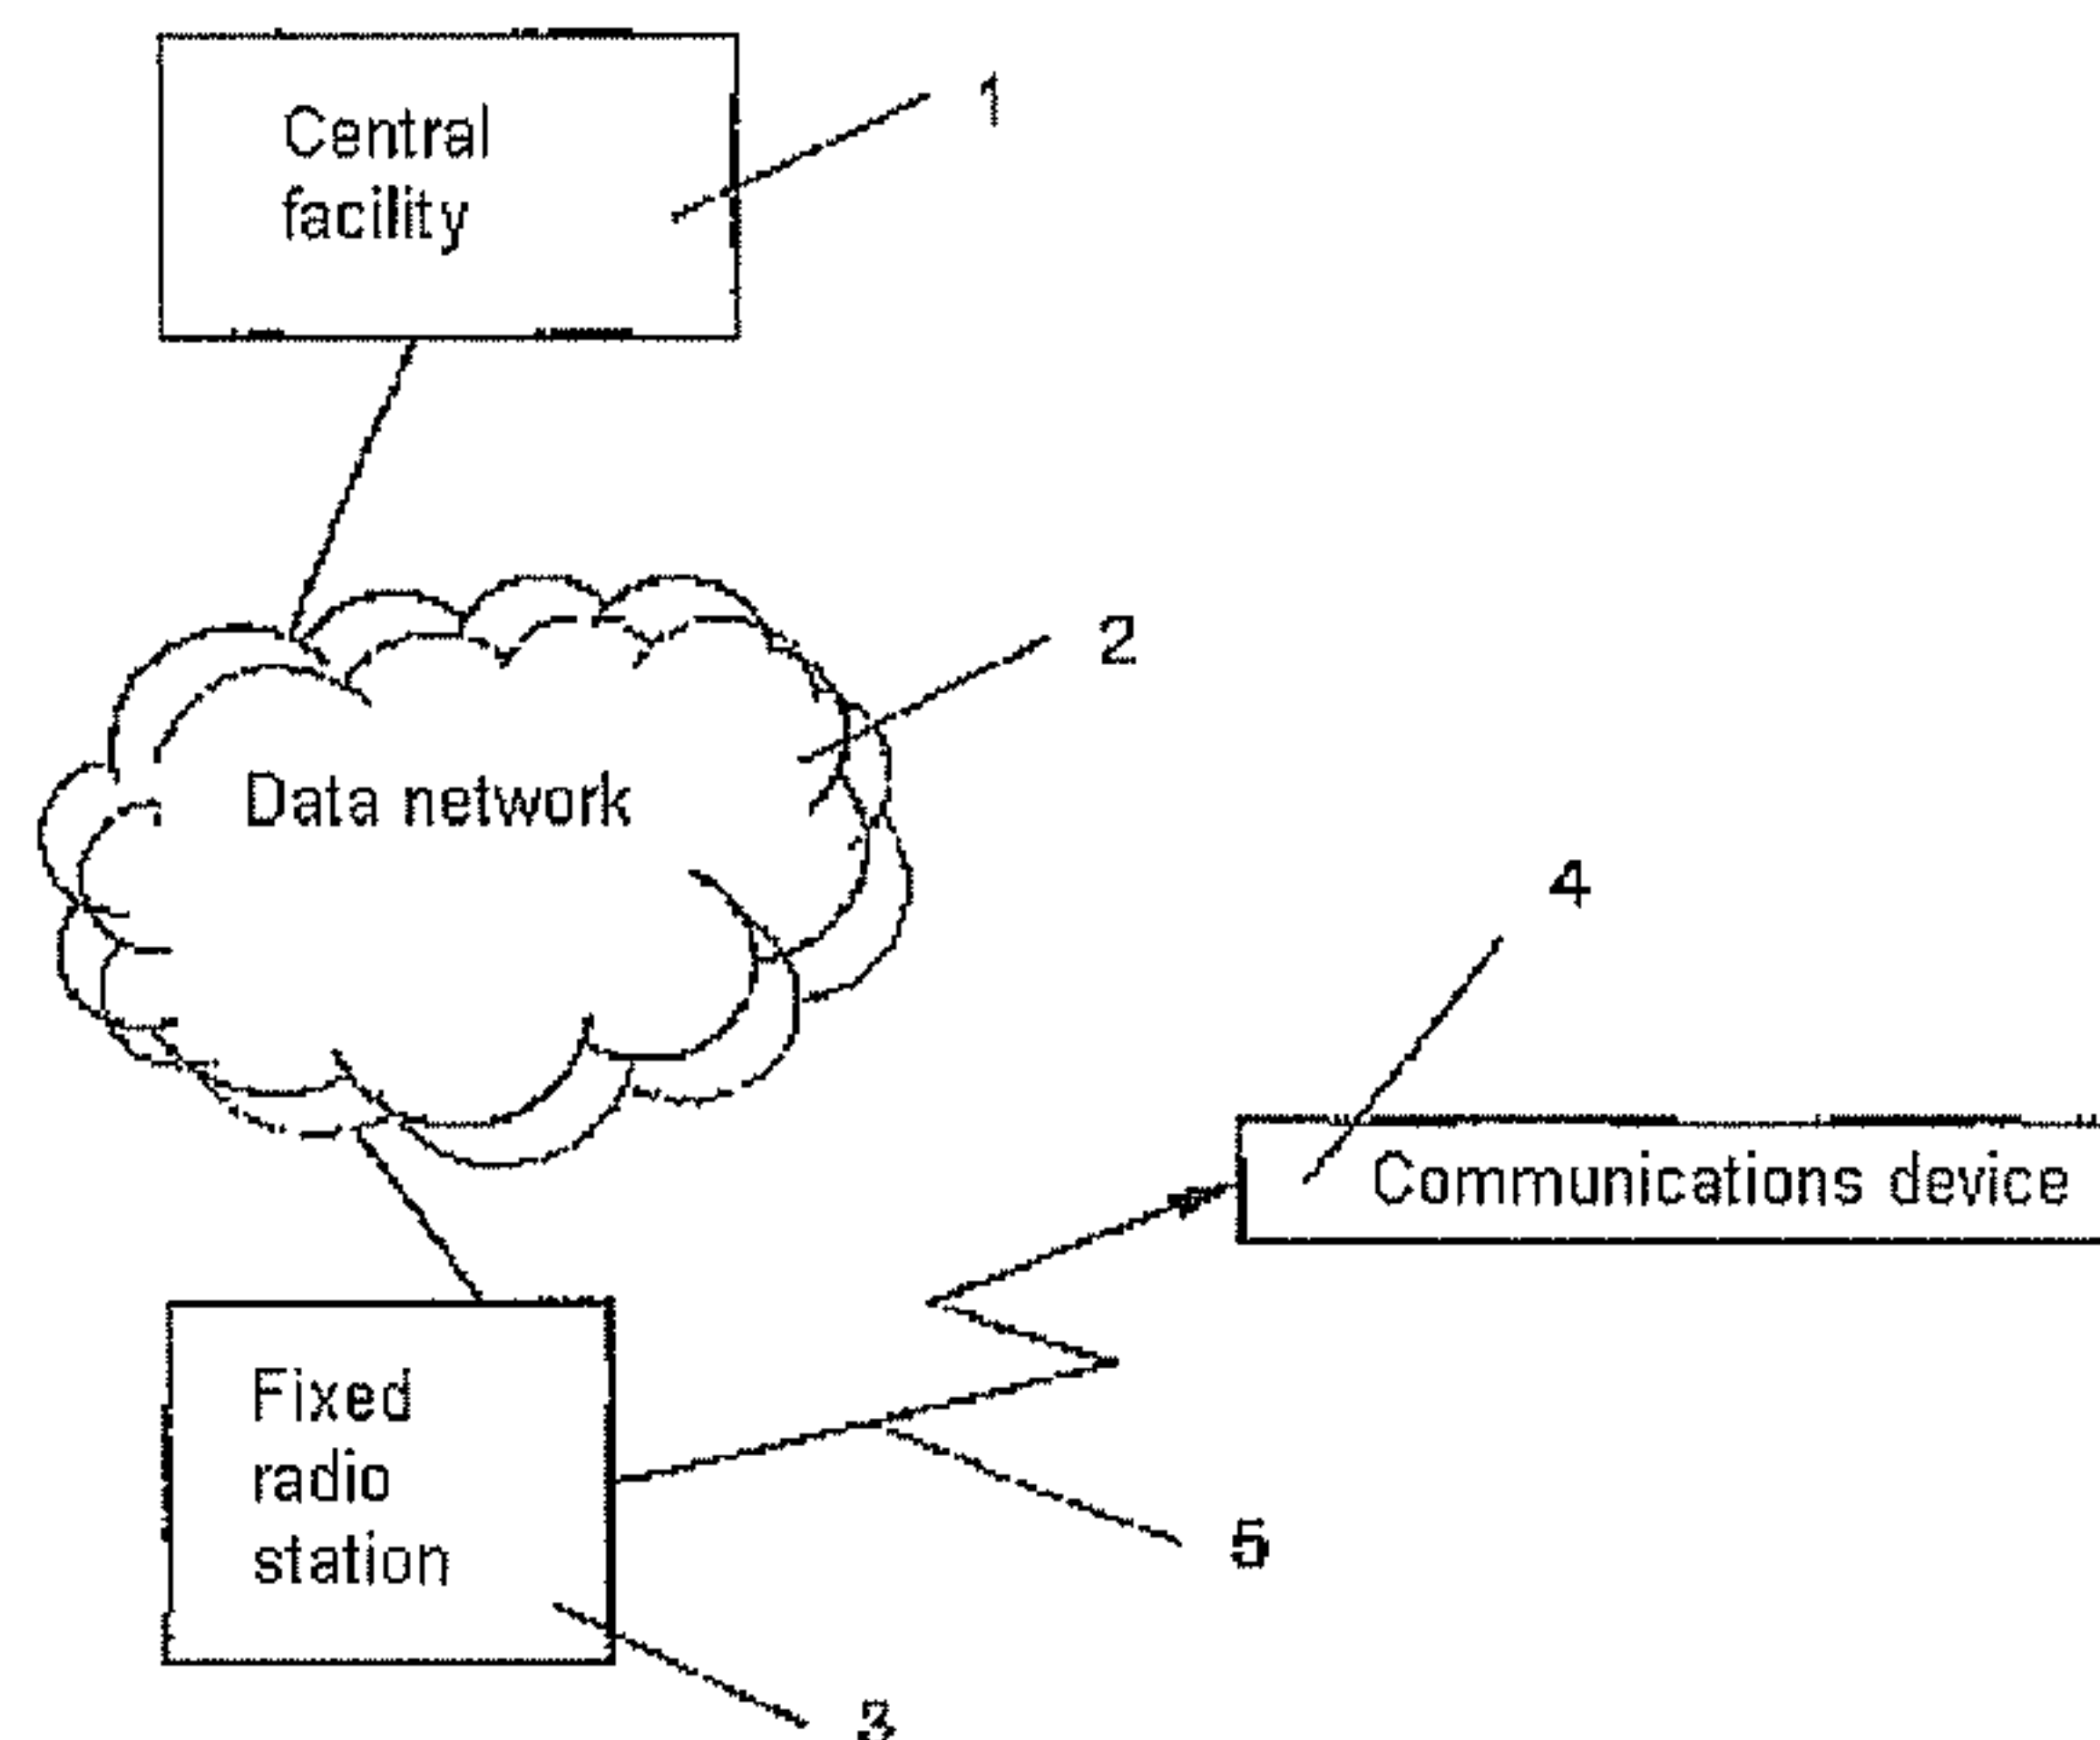 Central
facility
1
Data network
2
4
Communications device
Fixed
radio
station
5
3